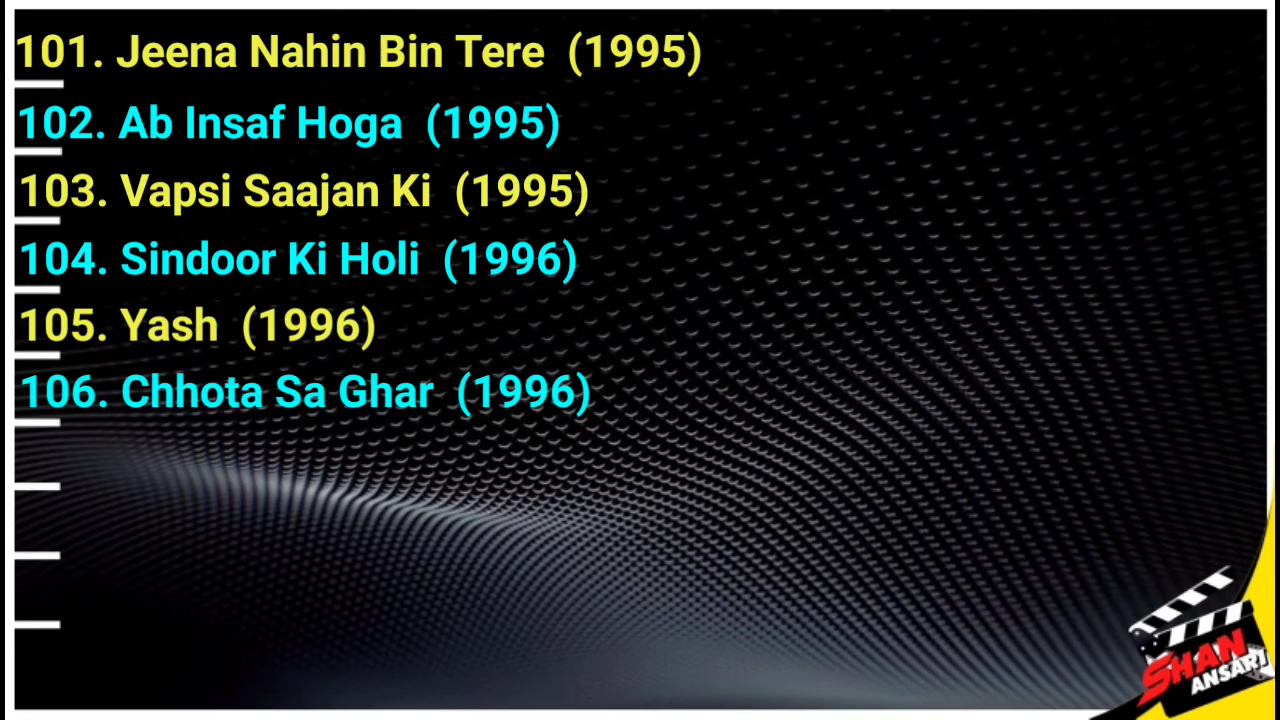 101. Jeena Nahin Bin Tere (1995)
102. Ab Insaf Hoga (1995)
103. Vapsi Saajan Ki (1995)
104. Sindoor Ki Holi (1996)
105. Yash (1996)
106. Chhota Sa Ghar (1996)
SHAN
ANSARI